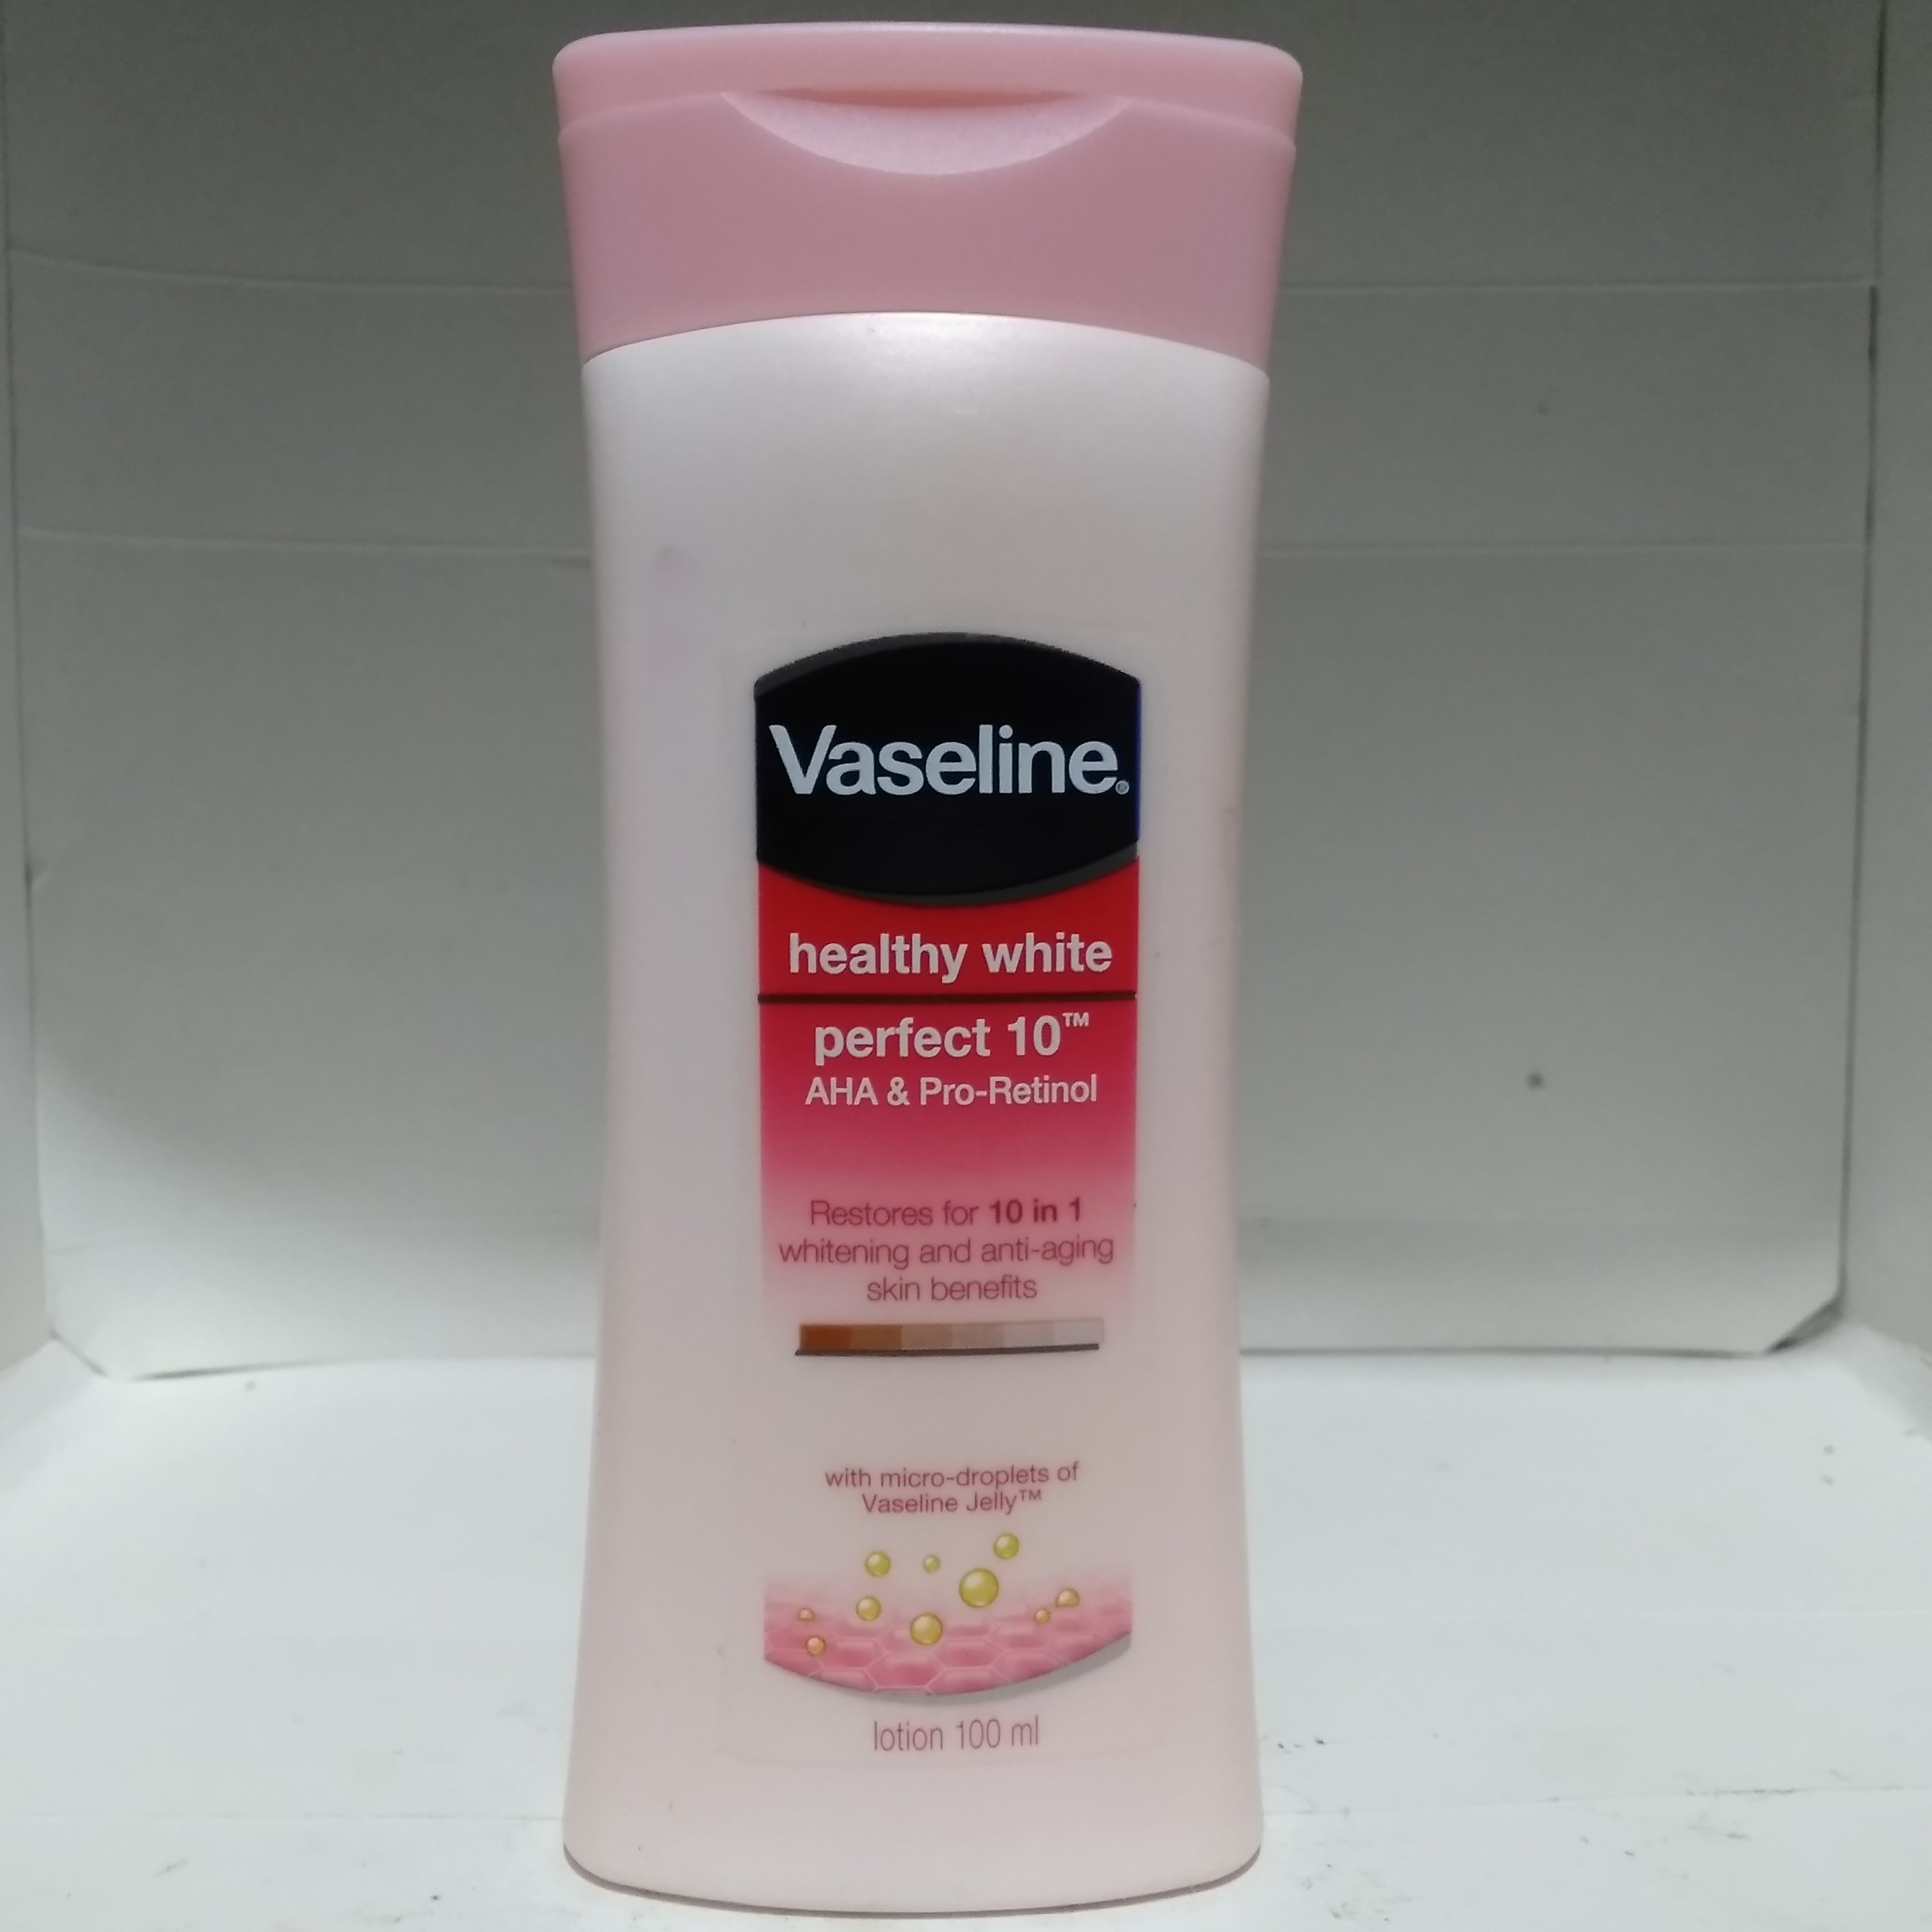 Vaseline®
healthy white
perfect 10™
AHA & Pro-Retinol
Restores for 10 in 1
whitening and anti-aging
skin benefits
with micro-droplets of
Vaseline Jelly™
lotion 100 ml